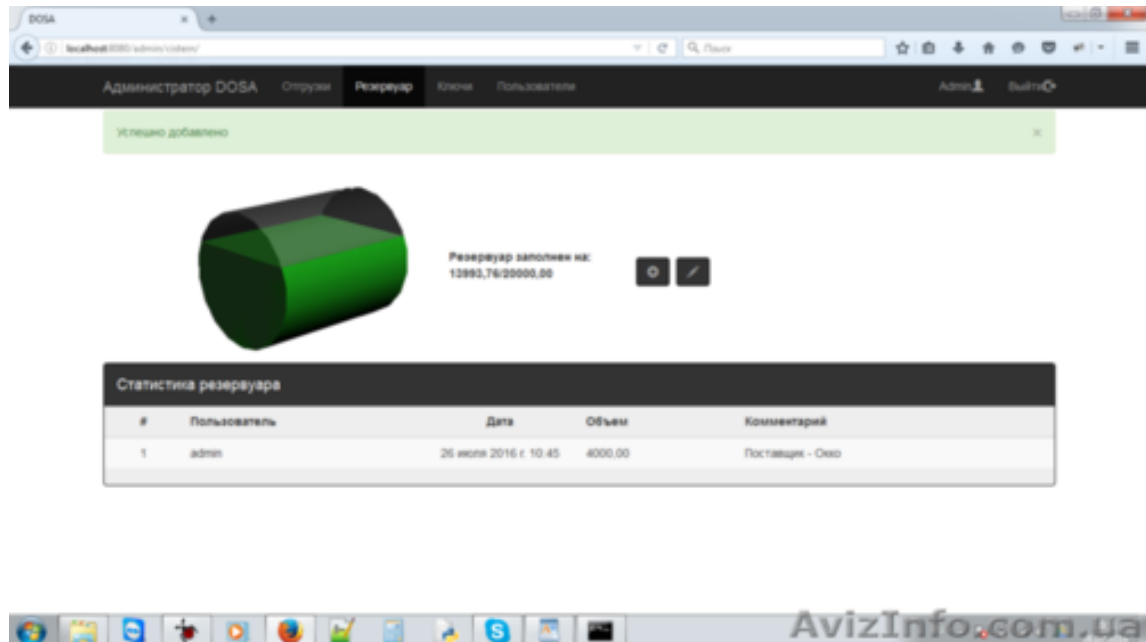 DOSA
localhost:8080/admin/cistern/
Поиск
Администратор DOSA Отгрузки Резервуар Ключи Пользователи Admin Выйти
Успешно добавлено
Резервуар заполнен на:
13993,76/20000,00
Статистика резервуара
# Пользователь Дата Объем Комментарий
1 admin 26 июля 2016 г. 10:45 4000,00 Поставщик - Окко
AvizInfo.com.ua